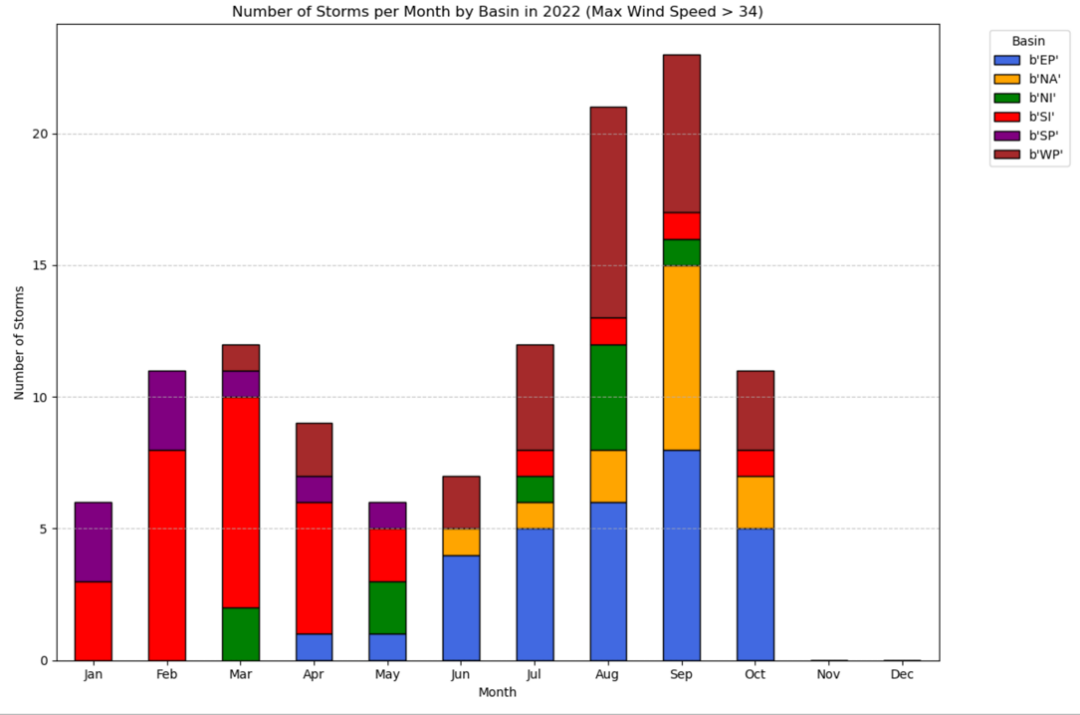 Number of Storms per Month by Basin in 2022 (Max Wind Speed > 34)
Basin
b'EP'
b'NA'
b'NI'
b'SI'
b'SP'
b'WP'
Number of Storms
20
15
10
5
0
Jan Feb Mar Apr May Jun Jul Aug Sep Oct Nov Dec
Month